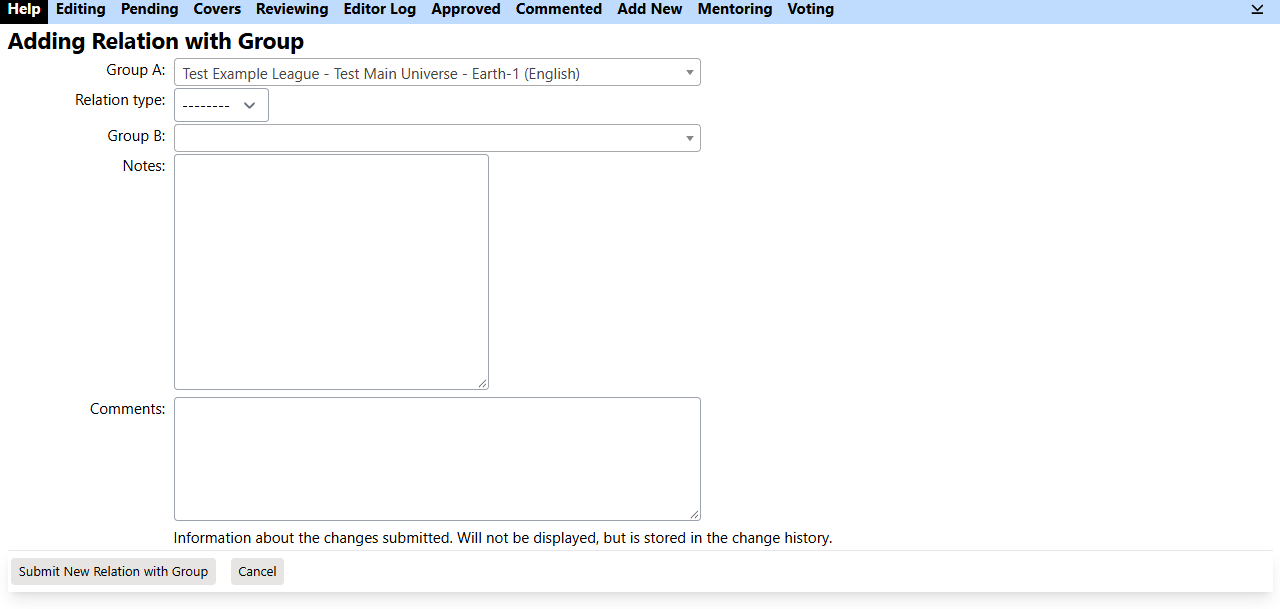 Help Editing Pending Covers Reviewing Editor Log Approved Commented Add New Mentoring Voting
Adding Relation with Group
Group A: Test Example League - Test Main Universe - Earth-1 (English)
Relation type: --------
Group B:
Notes:
Comments:
Information about the changes submitted. Will not be displayed, but is stored in the change history.
Submit New Relation with Group Cancel